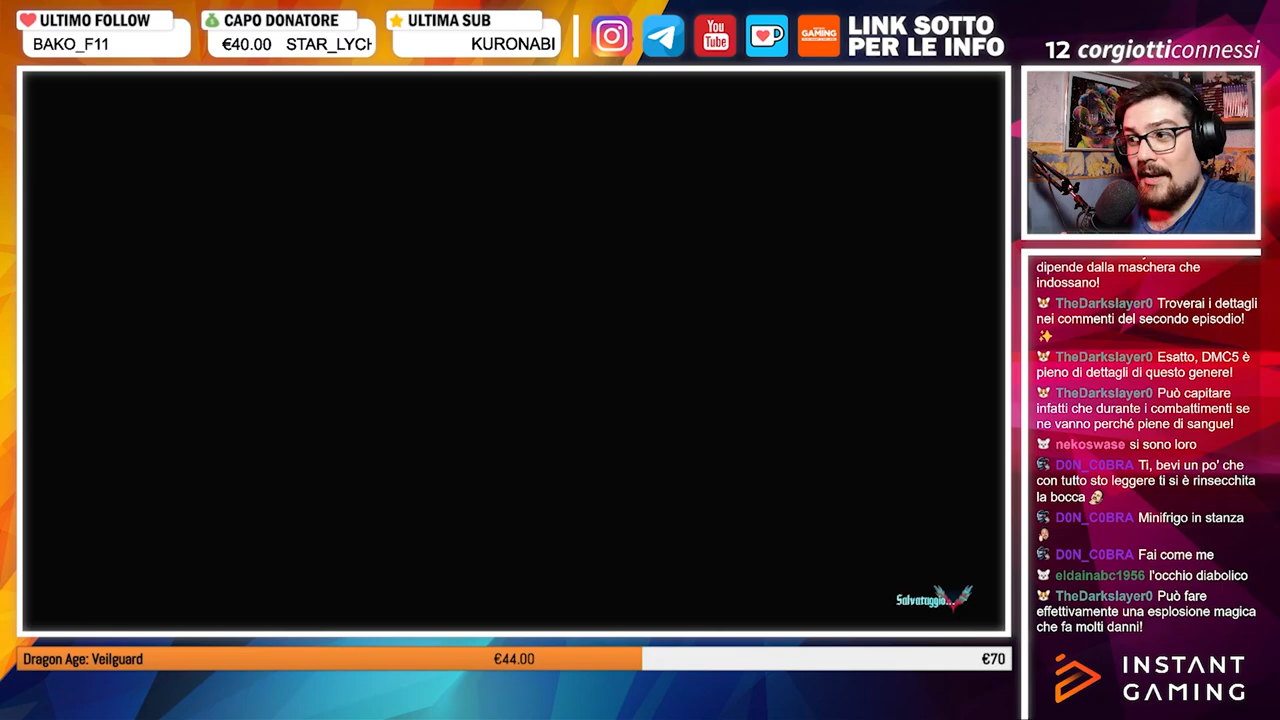 ULTIMO FOLLOW
BAKO_F11
CAPO DONATORE
€40.00 STAR_LYCH
ULTIMA SUB
KURONABI
You
Tube
GAMING
LINK SOTTO
PER LE INFO
12 corgiotticonnessi
dipende dalla maschera che
indossano!
TheDarkslayer0 Troverai i dettagli
nei commenti del secondo episodio!
TheDarkslayer0 Esatto, DMC5 è
pieno di dettagli di questo genere!
TheDarkslayer0 Può capitare
infatti che durante i combattimenti se
ne vanno perché piene di sangue!
nekoswase si sono loro
D0N_C0BRA Ti, bevi un po' che
con tutto sto leggere ti si è rinsecchita
la bocca
D0N_C0BRA Minifrigo in stanza
D0N_C0BRA Fai come me
eldainabc1956 l'occhio diabolico
TheDarkslayer0 Può fare
effettivamente una esplosione magica
che fa molti danni!
Salvataggio...
Dragon Age: Veilguard €44.00 €70
INSTANT
GAMING